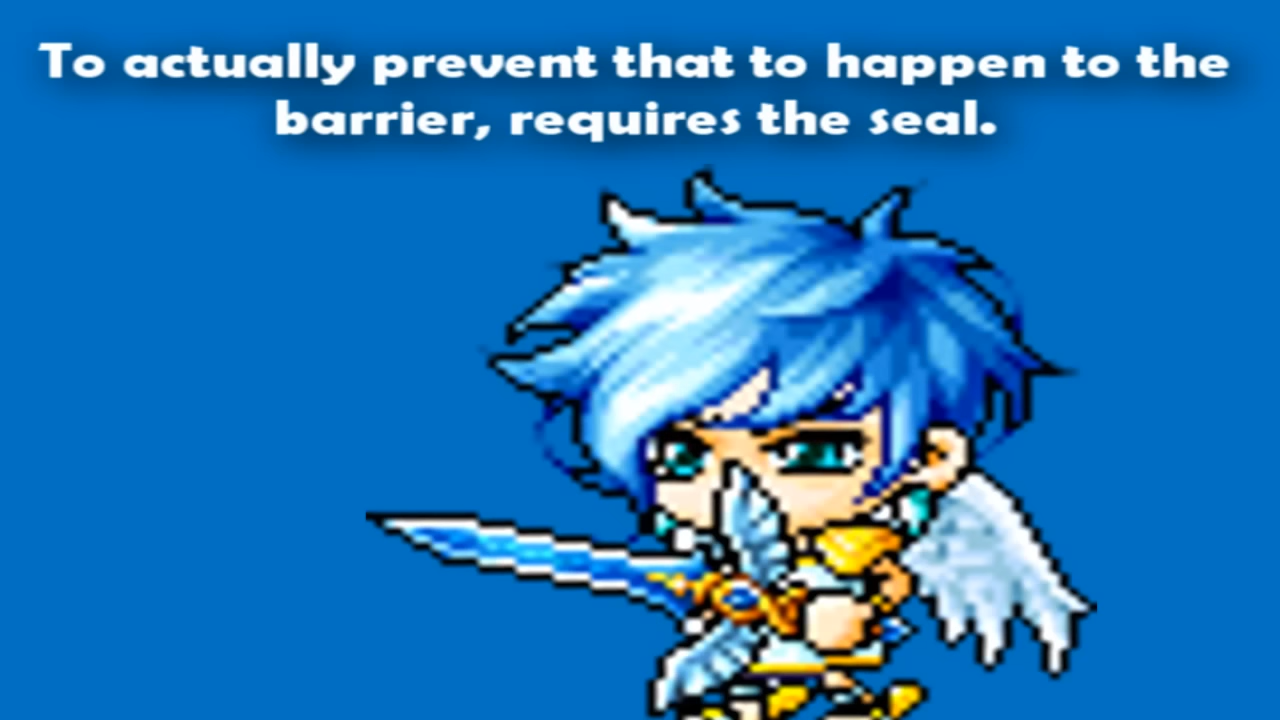 To actually prevent that to happen to the
barrier, requires the seal.